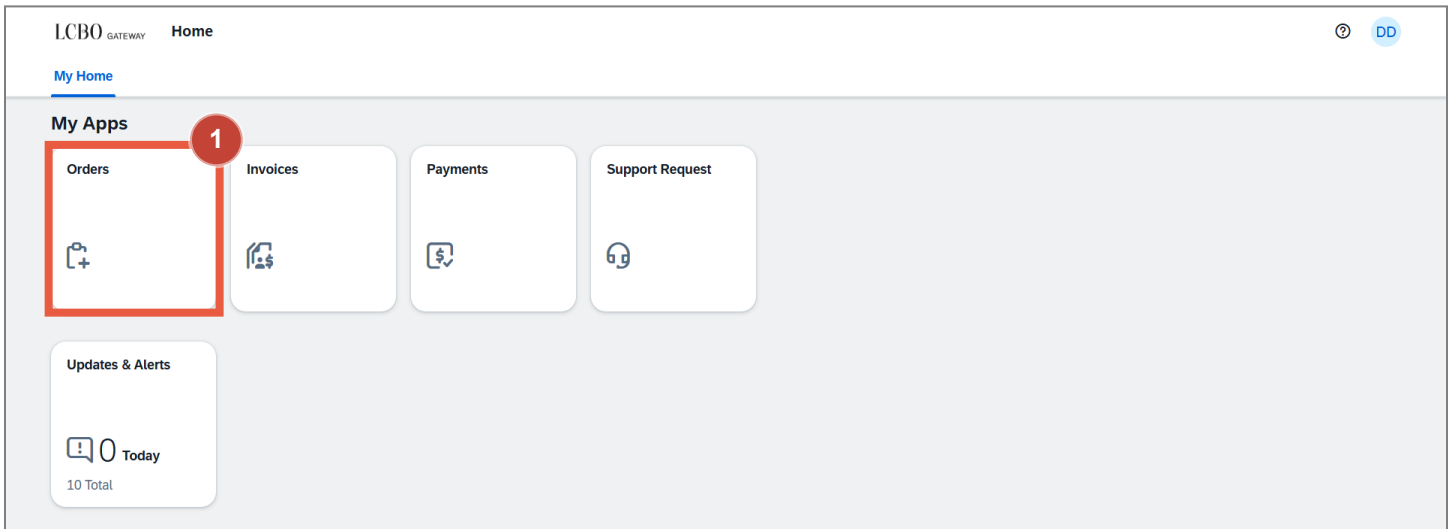 LCBO GATEWAY Home
DD
My Home
My Apps
1
Orders
Invoices
Payments
Support Request
Updates & Alerts
0 Today
10 Total